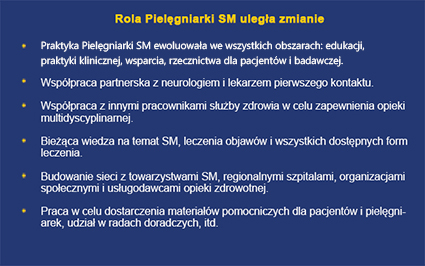 Rola Pielęgniarki SM uległa zmianie
Praktyka Pielęgniarki SM ewoluowała we wszystkich obszarach: edukacji,
praktyki klinicznej, wsparcia, rzecznictwa dla pacjentów i badawczej.
Współpraca partnerska z neurologiem i lekarzem pierwszego kontaktu.
Współpraca z innymi pracownikami służby zdrowia w celu zapewnienia opieki
multidyscyplinarnej.
Bieżąca wiedza na temat SM, leczenia objawów i wszystkich dostępnych form
leczenia.
Budowanie sieci z towarzystwami SM, regionalnymi szpitalami, organizacjami
społecznymi i usługodawcami opieki zdrowotnej.
Praca w celu dostarczenia materiałów pomocniczych dla pacjentów i pielęgni-
arek, udział w radach doradczych, itd.